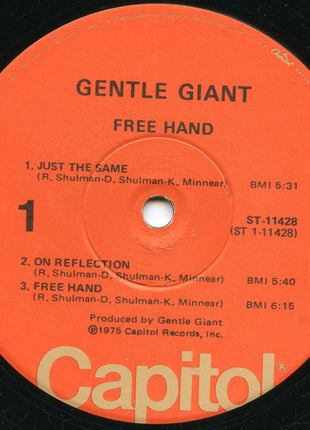 GENTLE GIANT
FREE HAND
1. JUST THE SAME
(R. Shulman-D. Shulman-K. Minnear) BMI 5:31
1
ST-11428
(ST 1-11428)
2. ON REFLECTION
(R. Shulman-D. Shulman-K. Minnear) BMI 5:40
3. FREE HAND
(R. Shulman-D. Shulman-K. Minnear) BMI 6:15
Produced by Gentle Giant
℗1975 Capitol Records, Inc.
Capitol®